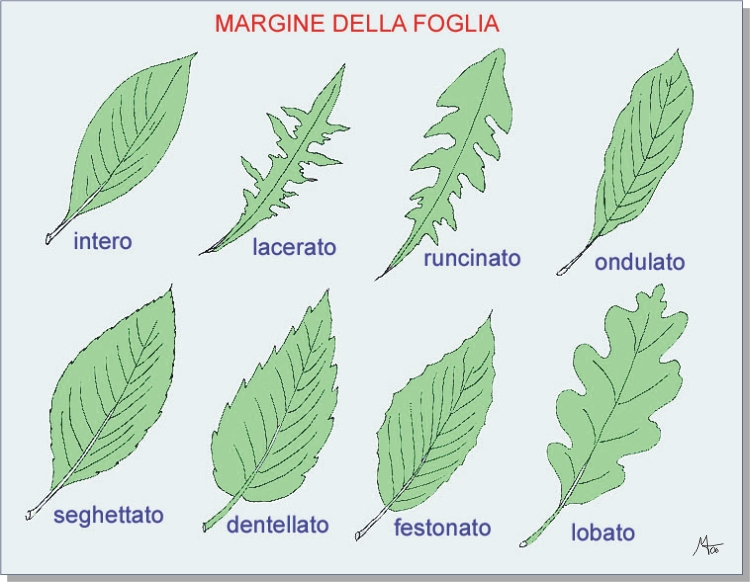 MARGINE DELLA FOGLIA
intero
lacerato
runcinato
ondulato
seghettato
dentellato
festonato
lobato